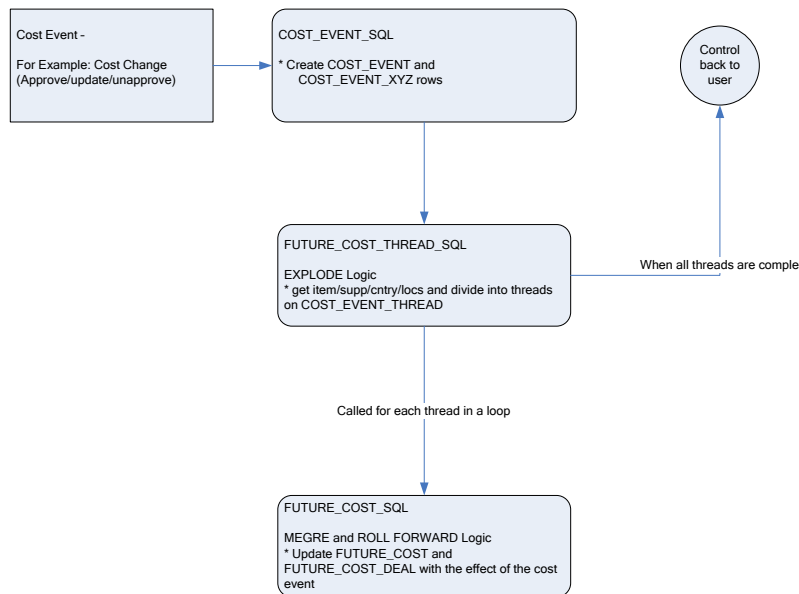 Cost Event –
For Example: Cost Change
(Approve/update/unapprove)
COST_EVENT_SQL
* Create COST_EVENT and
COST_EVENT_XYZ rows
Control
back to
user
FUTURE_COST_THREAD_SQL
EXPLODE Logic
* get item/supp/cntry/locs and divide into threads
on COST_EVENT_THREAD
When all threads are comple
Called for each thread in a loop
FUTURE_COST_SQL
MEGRE and ROLL FORWARD Logic
* Update FUTURE_COST and
FUTURE_COST_DEAL with the effect of the cost
event